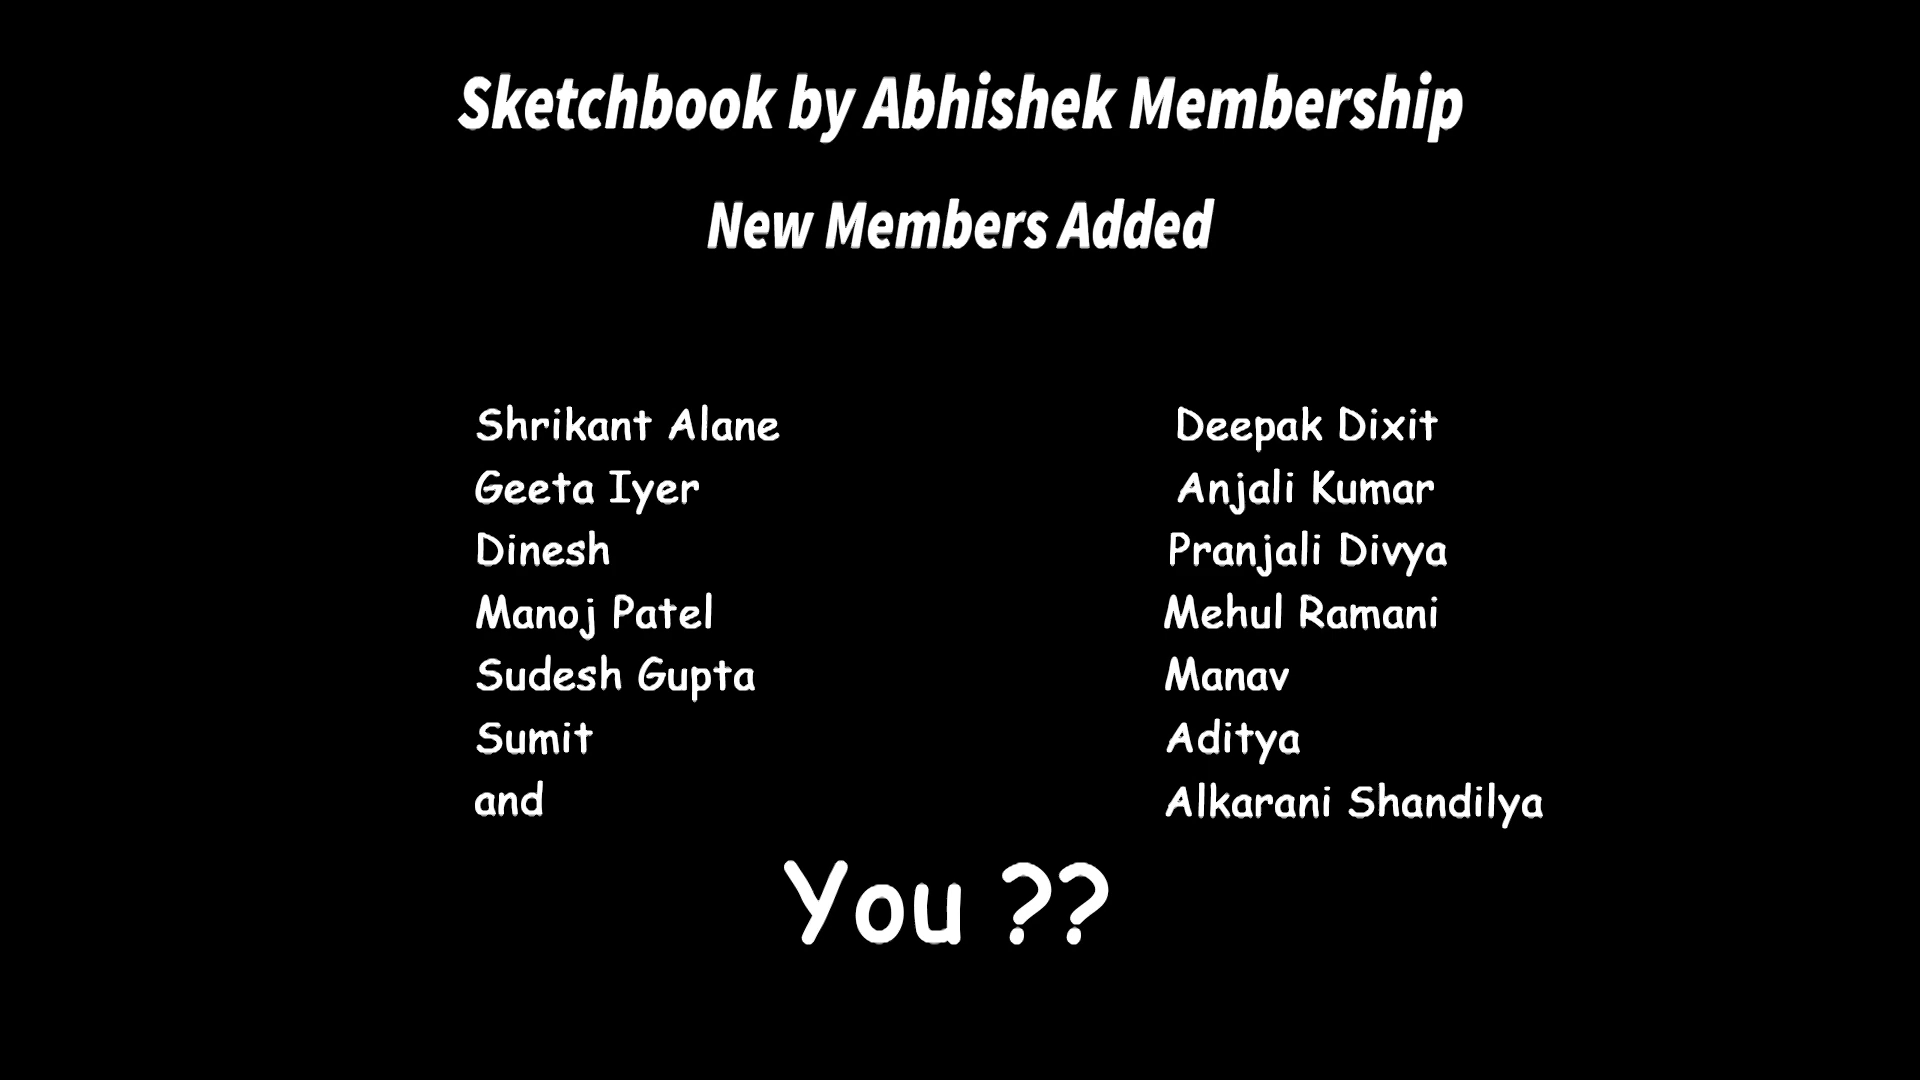 Sketchbook by Abhishek Membership
New Members Added
Shrikant Alane
Geeta Iyer
Dinesh
Manoj Patel
Sudesh Gupta
Sumit
and
Deepak Dixit
Anjali Kumar
Pranjali Divya
Mehul Ramani
Manav
Aditya
Alkarani Shandilya
You ??